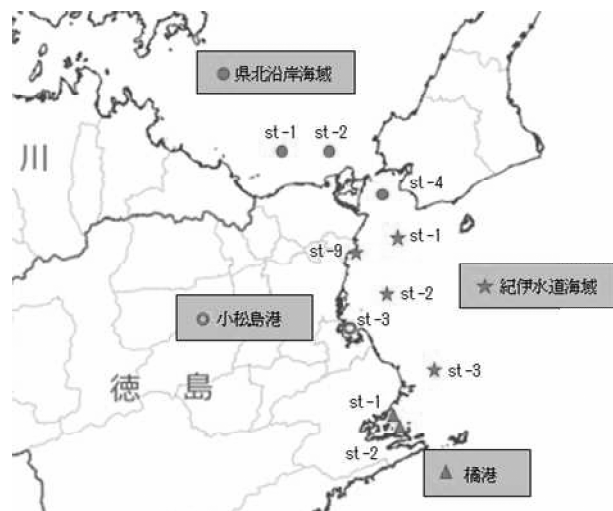 県北沿岸海域
st-1
st-2
川
st-4
st-1
st-9
紀伊水道海域
st-2
小松島港
st-3
st-3
徳島
st-1
st-2
橘港